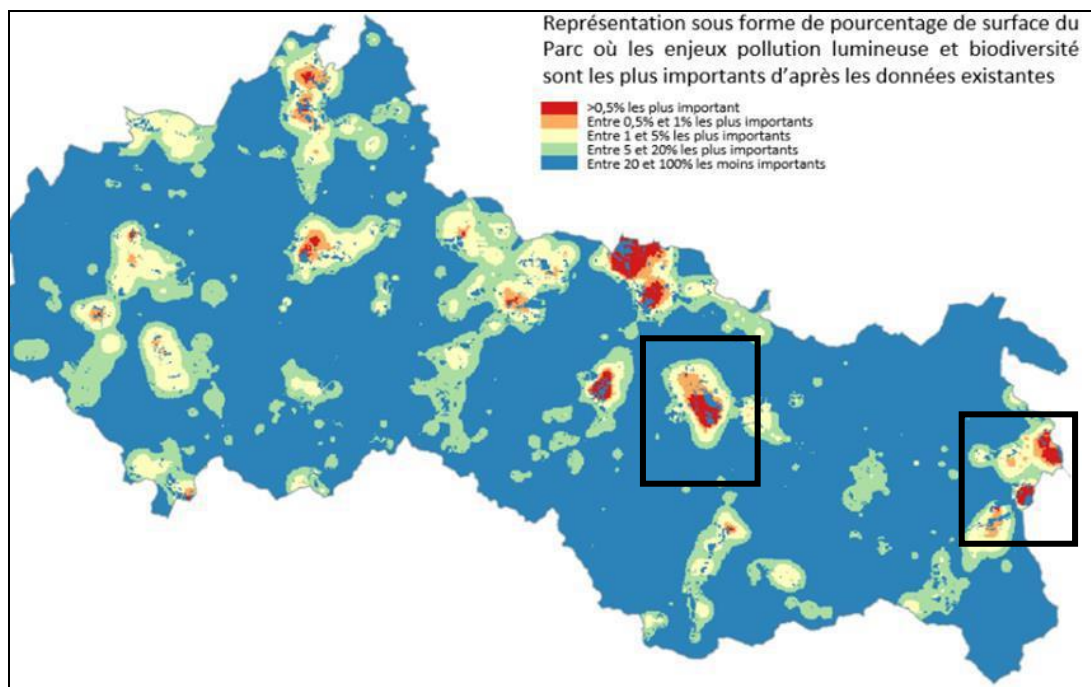 Représentation sous forme de pourcentage de surface du
Parc où les enjeux pollution lumineuse et biodiversité
sont les plus importants d'après les données existantes
>0,5% les plus important
Entre 0,5% et 1% les plus importants
Entre 1 et 5% les plus importants
Entre 5 et 20% les plus importants
Entre 20 et 100% les moins importants